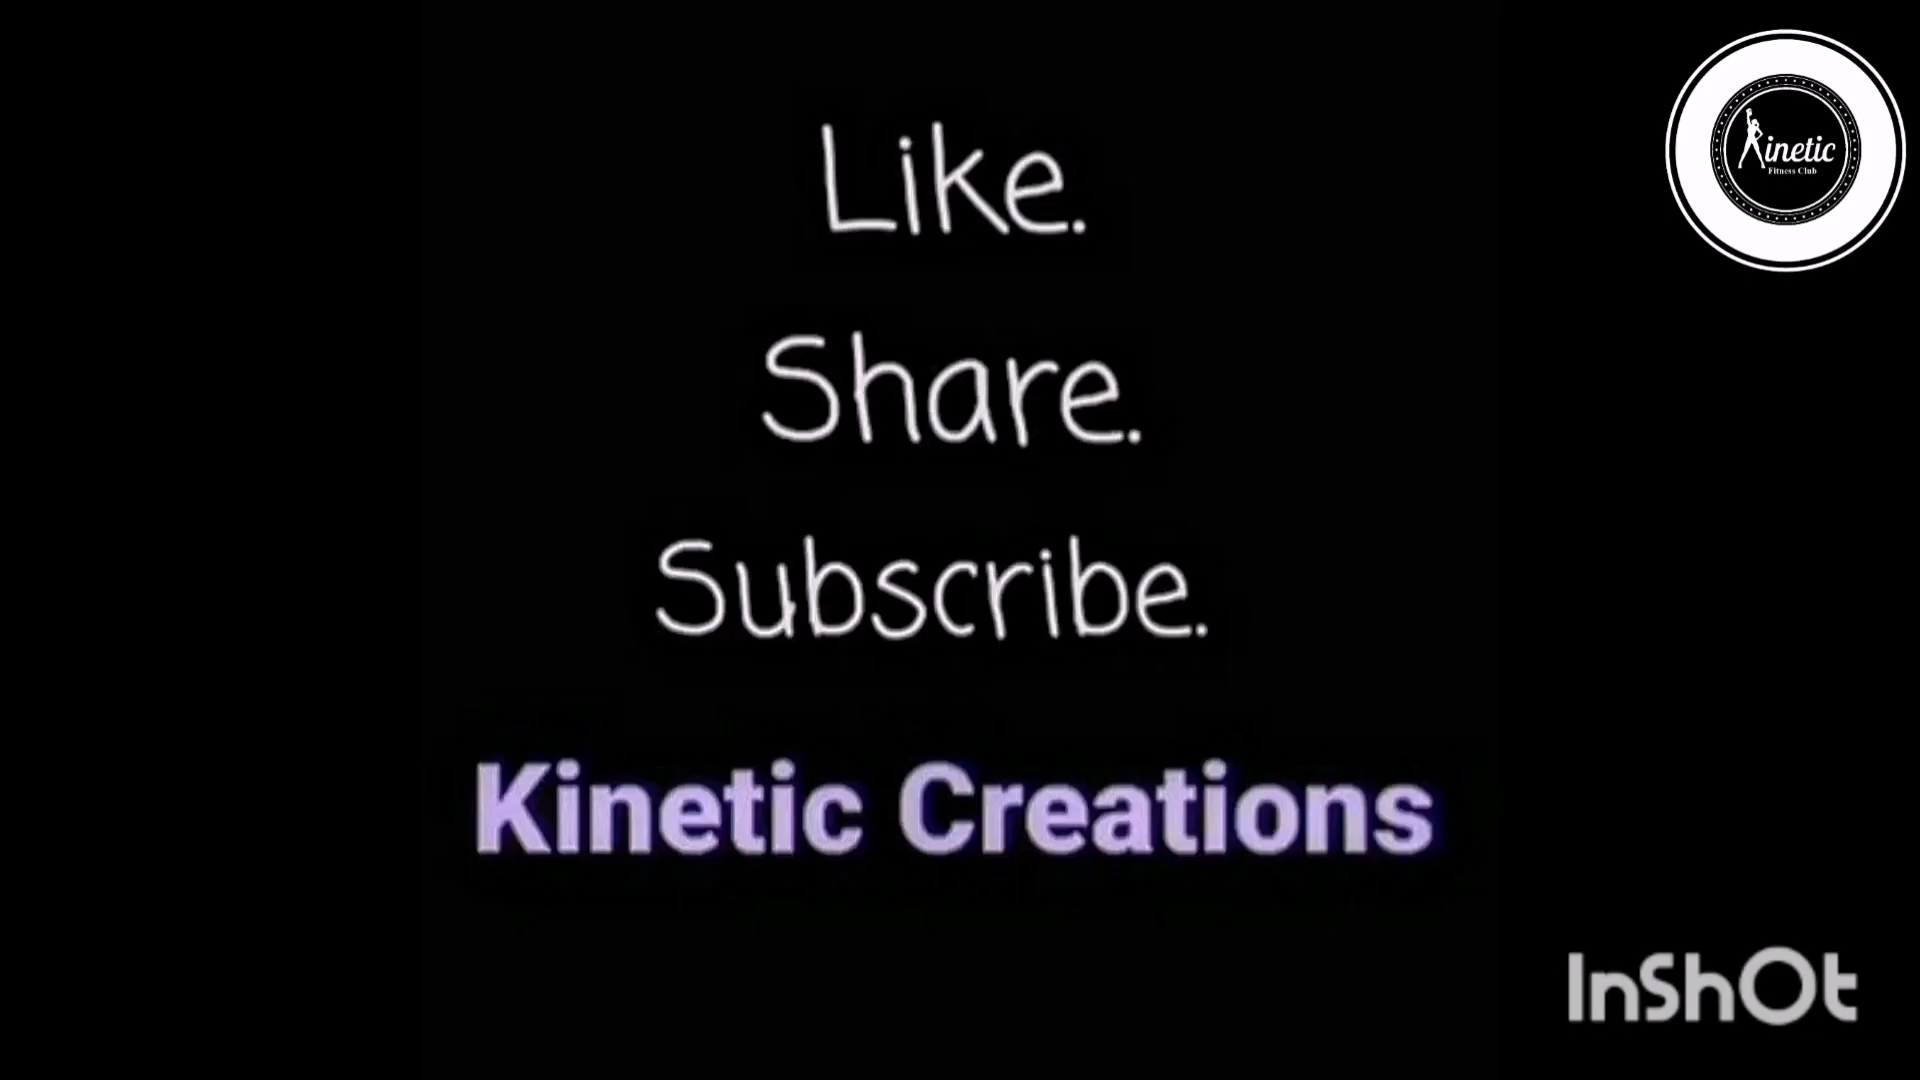 Like.
Kinetic
Fitness Club
Share.
Subscribe.
Kinetic Creations
InShOt